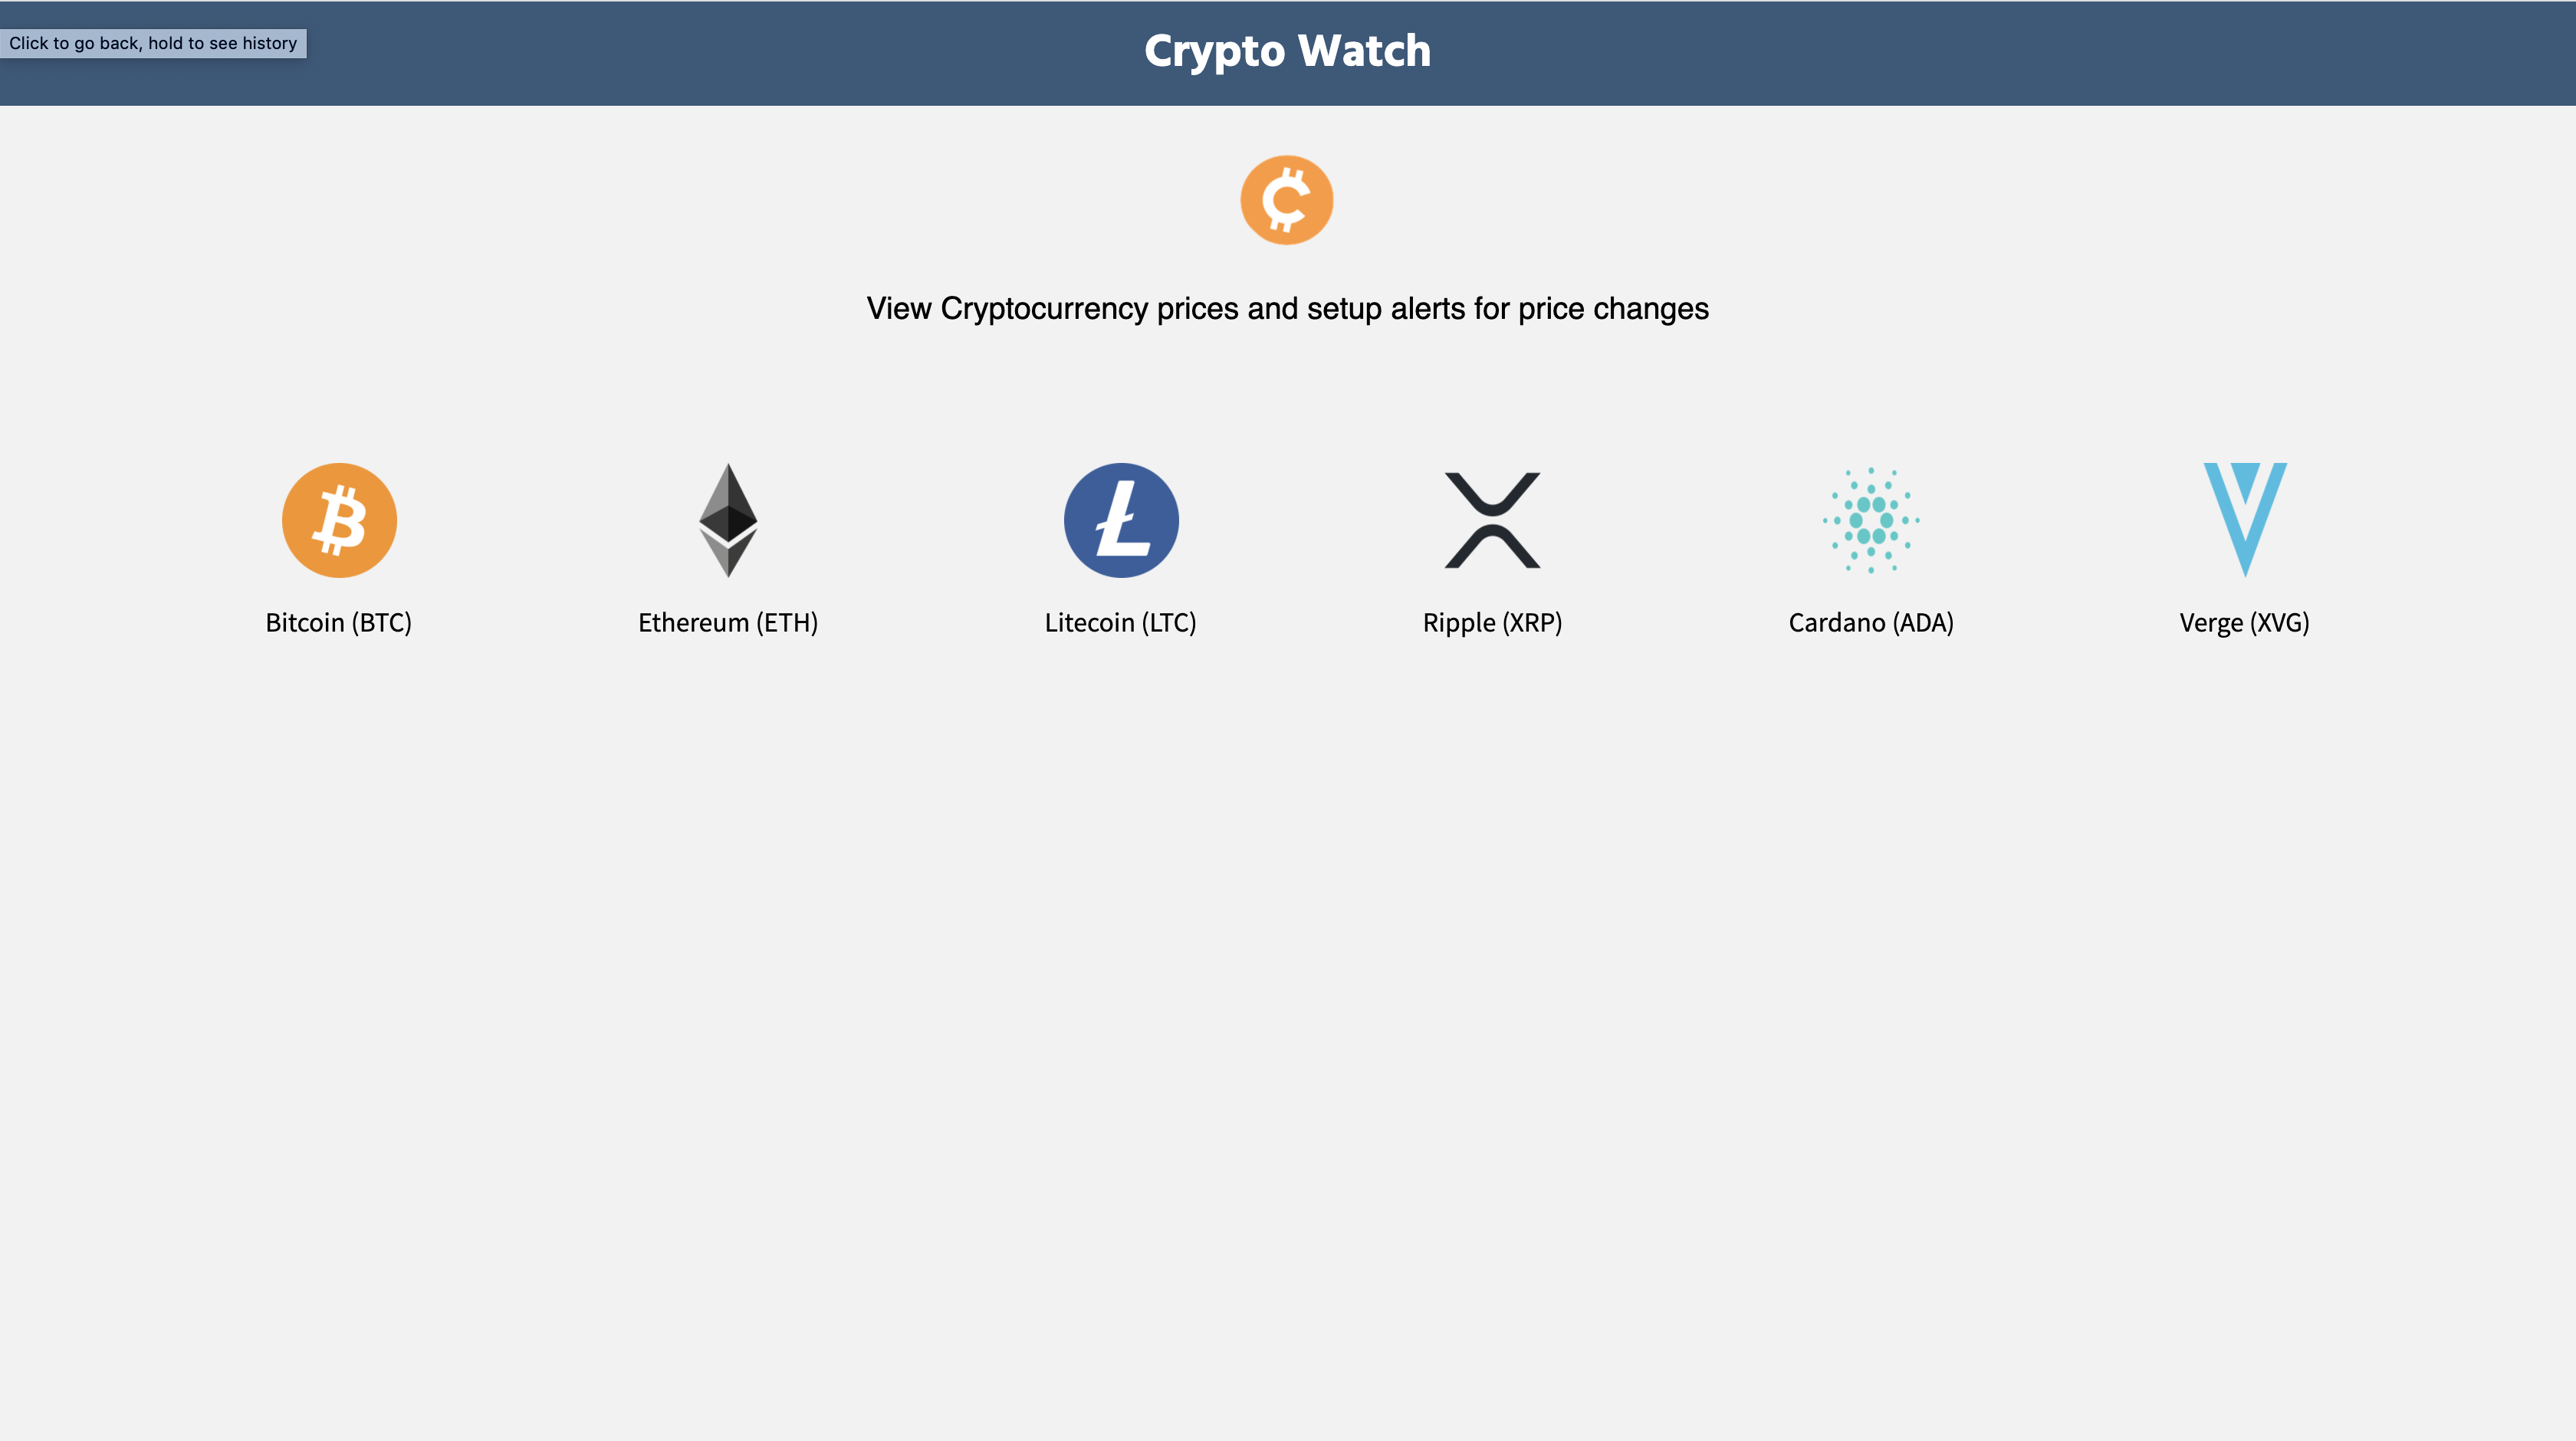 Crypto Watch
Click to go back, hold to see history
View Cryptocurrency prices and setup alerts for price changes
Bitcoin (BTC)
Ethereum (ETH)
Litecoin (LTC)
Ripple (XRP)
Cardano (ADA)
Verge (XVG)